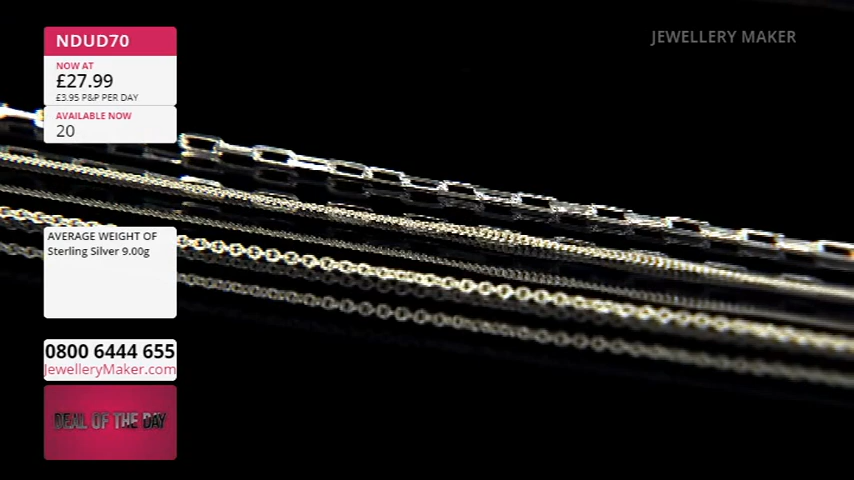 NDUD70
NOW AT
£27.99
£3.95 P&P PER DAY
AVAILABLE NOW
20
JEWELLERY MAKER
AVERAGE WEIGHT OF
Sterling Silver 9.00g
0800 6444 655
JewelleryMaker.com
DEAL OF THE DAY